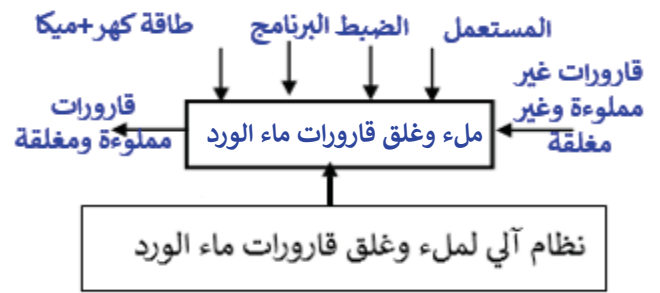 المستعمل
الضبط
البرنامج
طاقة كهر+ميكا
قارورات غير
مملوءة وغير
مغلقة
ملء وغلق قارورات ماء الورد
قارورات
مملوءة ومغلقة
نظام آلي لملء وغلق قارورات ماء الورد